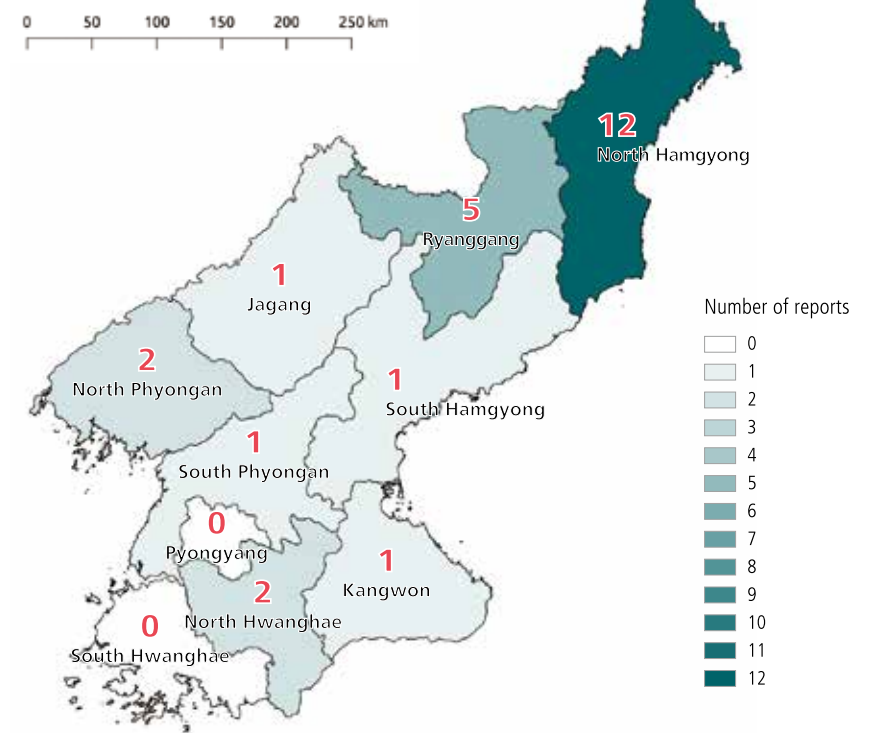 0 50 100 150 200 250 km
12
North Hamgyong
5
Ryanggang
1
Jagang
2
North Phyongan
1
South Hamgyong
1
South Phyongan
0
Pyongyang
1
Kangwon
2
North Hwanghae
0
South Hwanghae
Number of reports
0
1
2
3
4
5
6
7
8
9
10
11
12